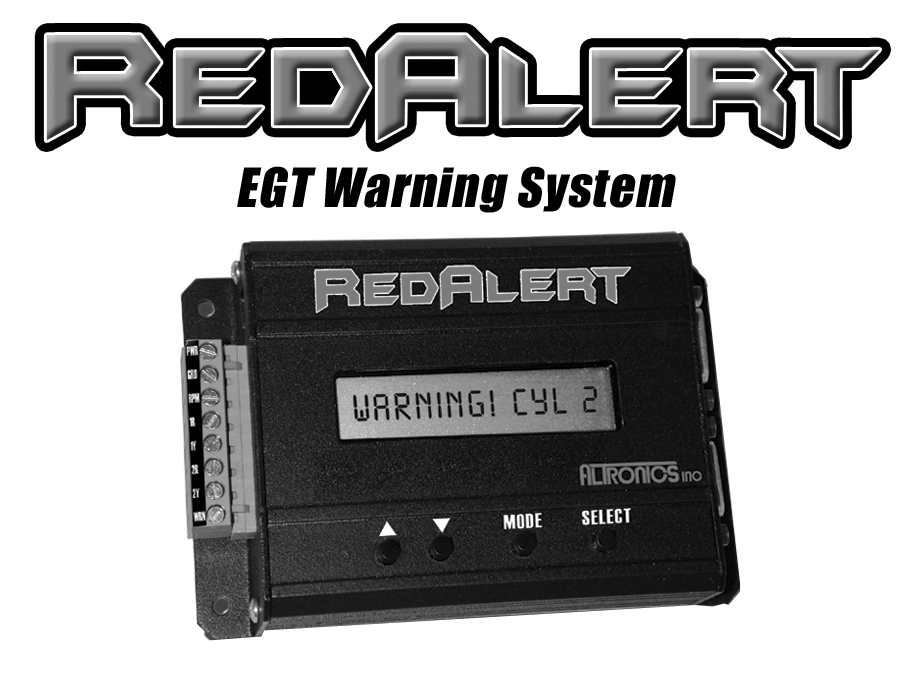 REDALERT
EGT Warning System
REDALERT
WARNING! CYL 2
ALTRONICS INC
PWR
GRD
RPM
1R
1Y
2R
2Y
WRN
▲ ▼ MODE SELECT